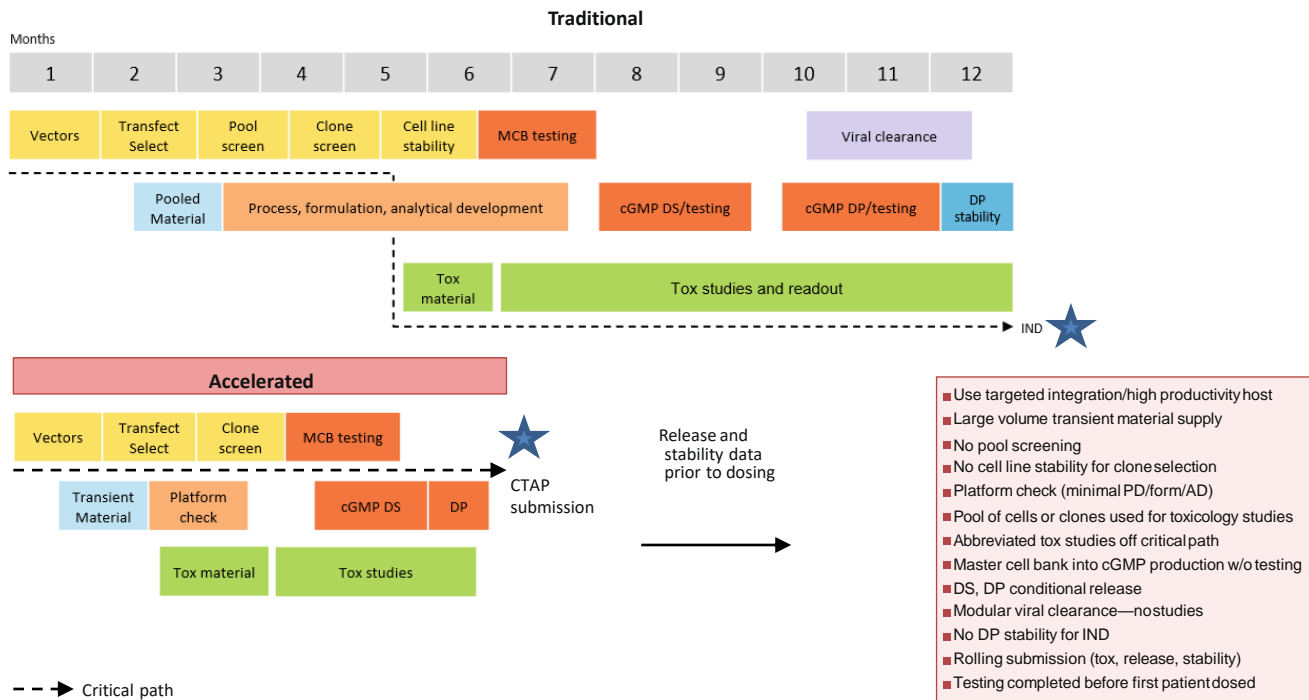 Traditional
Months
1 2 3 4 5 6 7 8 9 10 11 12
Vectors
Transfect
Select
Pool
screen
Clone
screen
Cell line
stability
MCB testing
Viral clearance
Pooled
Material
Process, formulation, analytical development
cGMP DS/testing
cGMP DP/testing
DP
stability
Tox
material
Tox studies and readout
IND
Accelerated
Vectors
Transfect
Select
Clone
screen
MCB testing
CTAP
submission
Transient
Material
Platform
check
cGMP DS
DP
Tox material
Tox studies
Release and
stability data
prior to dosing
Use targeted integration/high productivity host
Large volume transient material supply
No pool screening
No cell line stability for clone selection
Platform check (minimal PD/form/AD)
Pool of cells or clones used for toxicology studies
Abbreviated tox studies off critical path
Master cell bank into cGMP production w/o testing
DS, DP conditional release
Modular viral clearance—no studies
No DP stability for IND
Rolling submission (tox, release, stability)
Testing completed before first patient dosed
Critical path